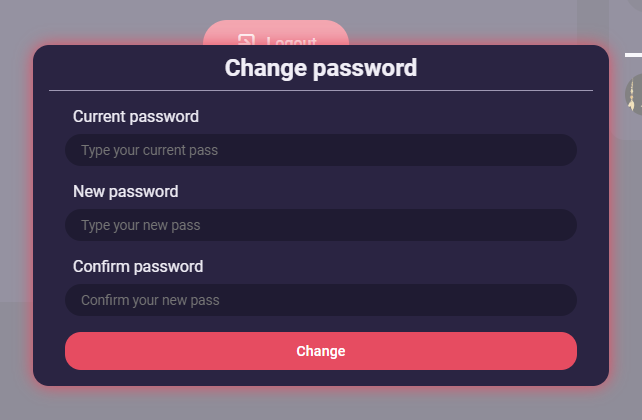 Logout
Change password
Current password
Type your current pass
New password
Type your new pass
Confirm password
Confirm your new pass
Change